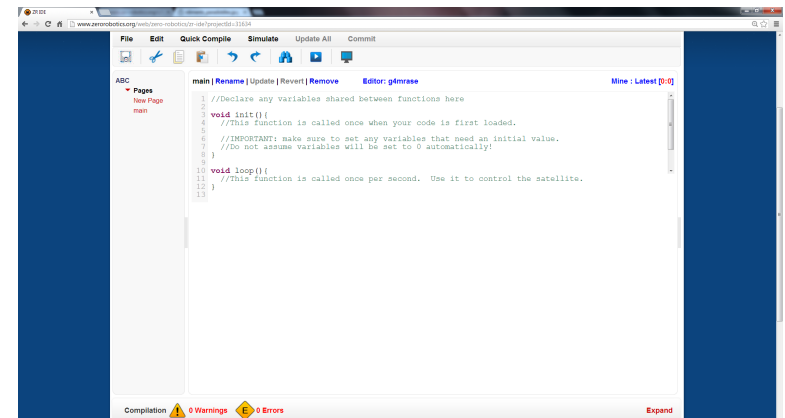 ZR IDE
www.zerorobotics.org/web/zero-robotics/zr-ide?projectId=31634
File Edit Quick Compile Simulate Update All Commit
ABC
Pages
New Page
main
main | Rename | Update | Revert | Remove Editor: g4mrase Mine : Latest [0:0]
1 //Declare any variables shared between functions here
2
3 void init(){
4 //This function is called once when your code is first loaded.
5
6 //IMPORTANT: make sure to set any variables that need an initial value.
7 //Do not assume variables will be set to 0 automatically!
8 }
9
10 void loop(){
11 //This function is called once per second. Use it to control the satellite.
12 }
13
Compilation 0 Warnings E 0 Errors Expand